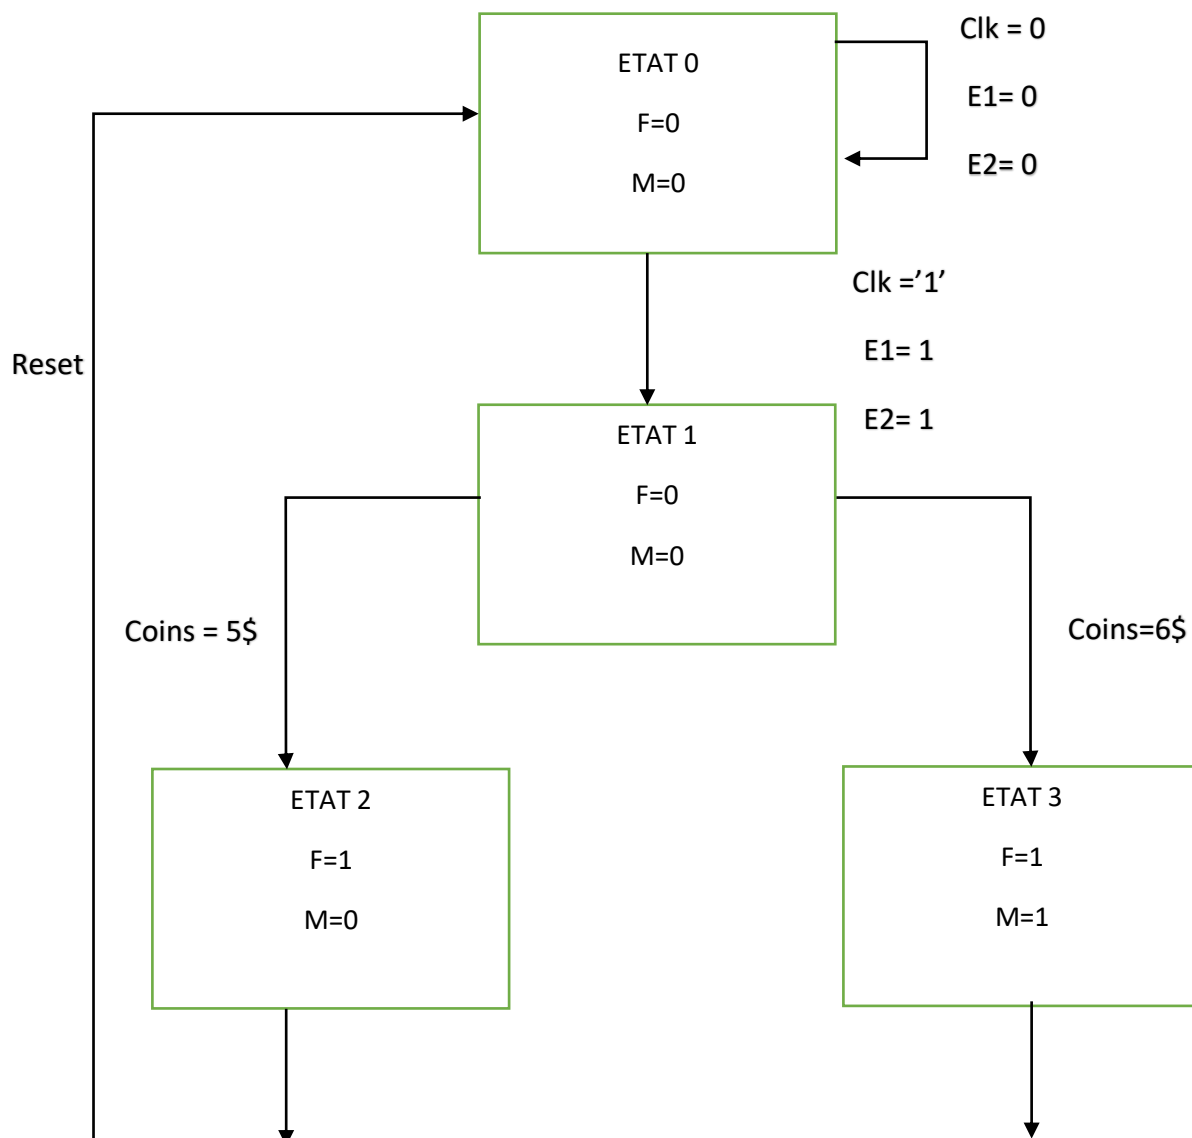 ETAT 0
F=0
M=0
Clk = 0
E1= 0
E2= 0
Clk =’1’
E1= 1
E2= 1
Reset
ETAT 1
F=0
M=0
Coins = 5$
Coins=6$
ETAT 2
F=1
M=0
ETAT 3
F=1
M=1